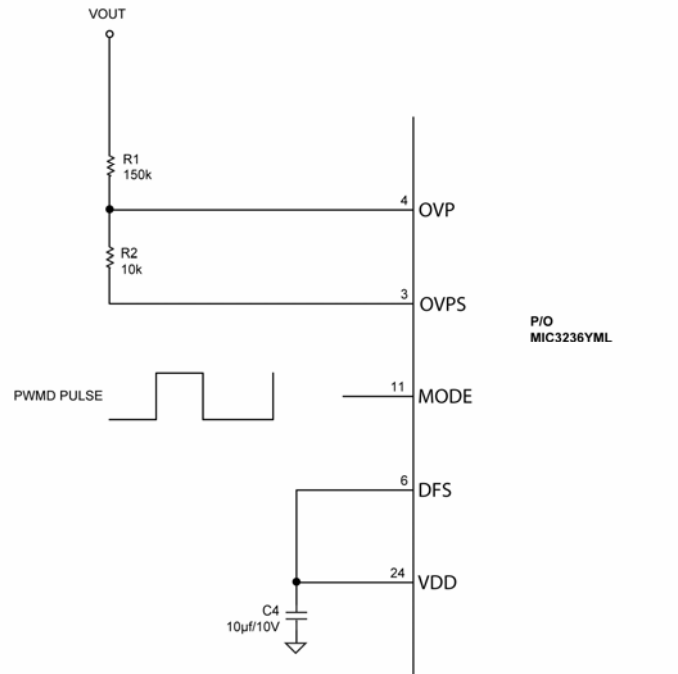 VOUT
R1
150k
4
OVP
R2
10k
3
OVPS
P/O
MIC3236YML
PWMD PULSE
11
MODE
6
DFS
24
VDD
C4
10µf/10V